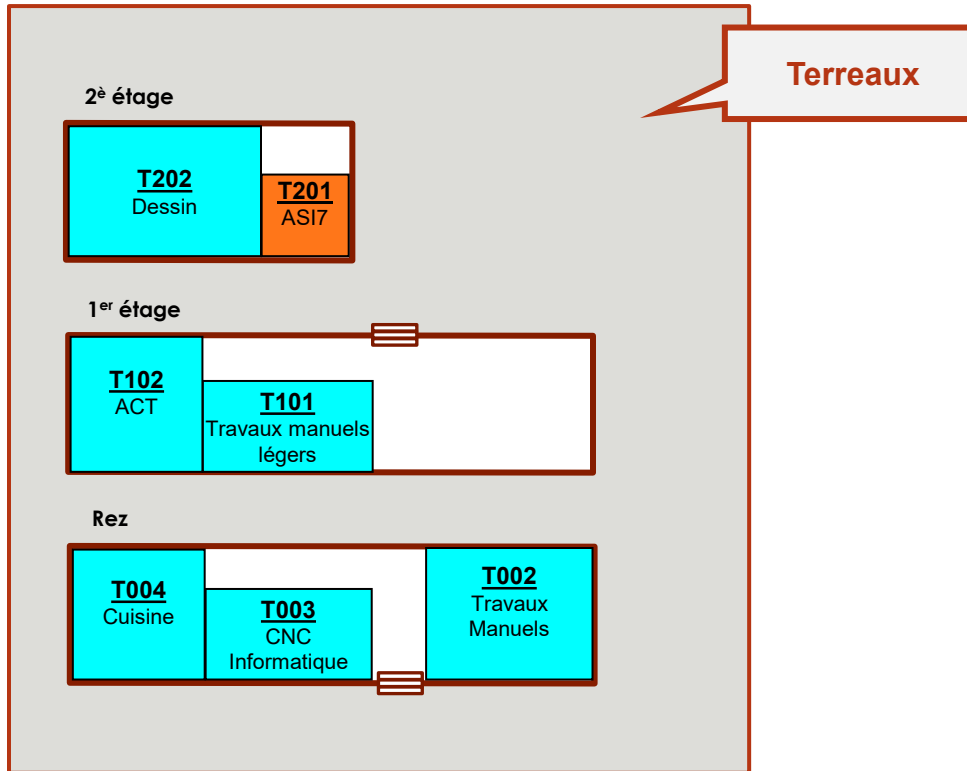 Terreaux
2è étage
T202
Dessin
T201
ASI7
1er étage
T102
ACT
T101
Travaux manuels
légers
Rez
T004
Cuisine
T003
CNC
Informatique
T002
Travaux
Manuels